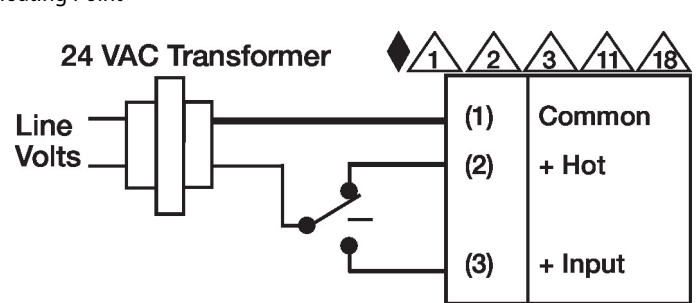 24 VAC Transformer
1 2 3 11 18
Line
Volts
(1) Common
(2) + Hot
(3) + Input